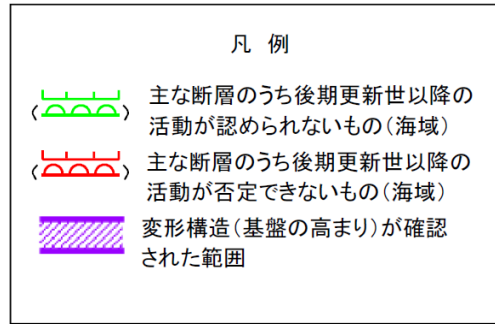 凡 例
主な断層のうち後期更新世以降の
活動が認められないもの(海域)
主な断層のうち後期更新世以降の
活動が否定できないもの(海域)
変形構造(基盤の高まり)が確認
された範囲